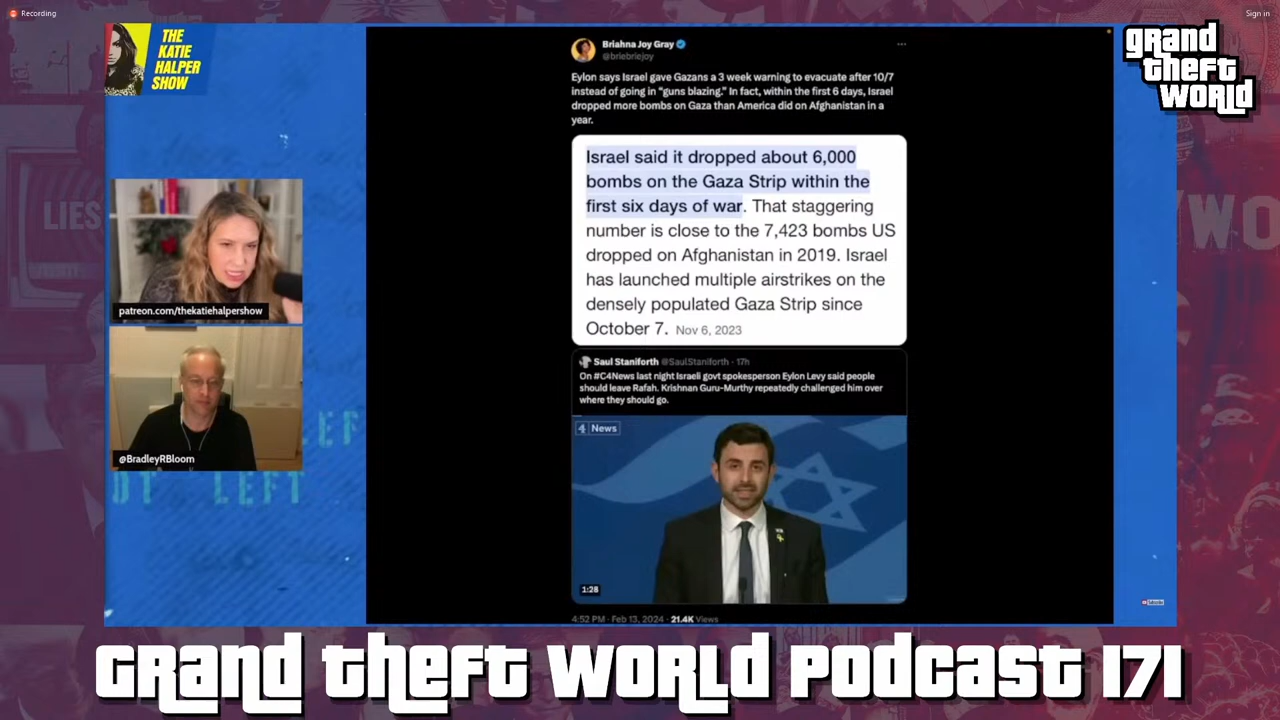 Recording
Sign in
THE
KATIE
HALPER
SHOW
grand
theft
world
LIES
WO
Briahna Joy Gray
@briebriejoy
Eylon says Israel gave Gazans a 3 week warning to evacuate after 10/7
instead of going in "guns blazing." In fact, within the first 6 days, Israel
dropped more bombs on Gaza than America did on Afghanistan in a
year.
Israel said it dropped about 6,000
bombs on the Gaza Strip within the
first six days of war. That staggering
number is close to the 7,423 bombs US
dropped on Afghanistan in 2019. Israel
has launched multiple airstrikes on the
densely populated Gaza Strip since
October 7. Nov 6, 2023
Saul Staniforth @SaulStaniforth · 17h
On #C4News last night Israeli govt spokesperson Eylon Levy said people
should leave Rafah. Krishnan Guru-Murthy repeatedly challenged him over
where they should go.
4 News
1:28
4:52 PM · Feb 13, 2024 · 21.4K Views
patreon.com/thekatiehalpershow
@BradleyRBloom
LEFT
GRAND THEFT WORLD PODCAST 171